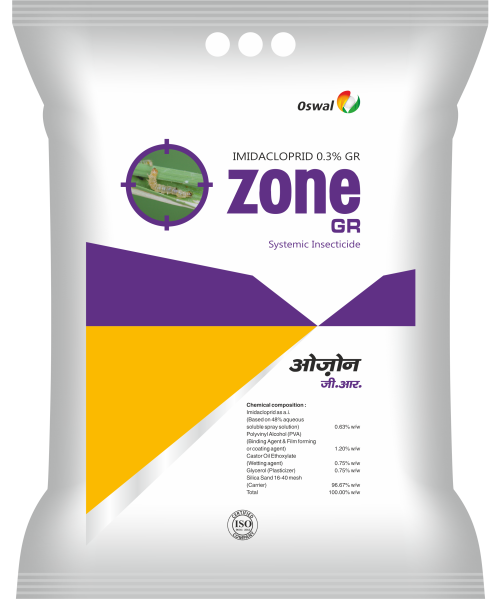 Oswal
IMIDACLOPRID 0.3% GR
zone
GR
Systemic Insecticide
ओज़ोन
जी.आर.
Chemical composition :
Imidacloprid as a.i.
(Based on 48% aqueous
soluble spray solution) 0.63% w/w
Polyvinyl Alcohol (PVA)
(Binding Agent & Film forming
or coating agent) 1.20% w/w
Castor Oil Ethoxylate
(Wetting agent) 0.75% w/w
Glycerol (Plasticizer) 0.75% w/w
Silica Sand 16-40 mesh
(Carrier) 96.67% w/w
Total 100.00% w/w
CERTIFIED
ISO
COMPANY